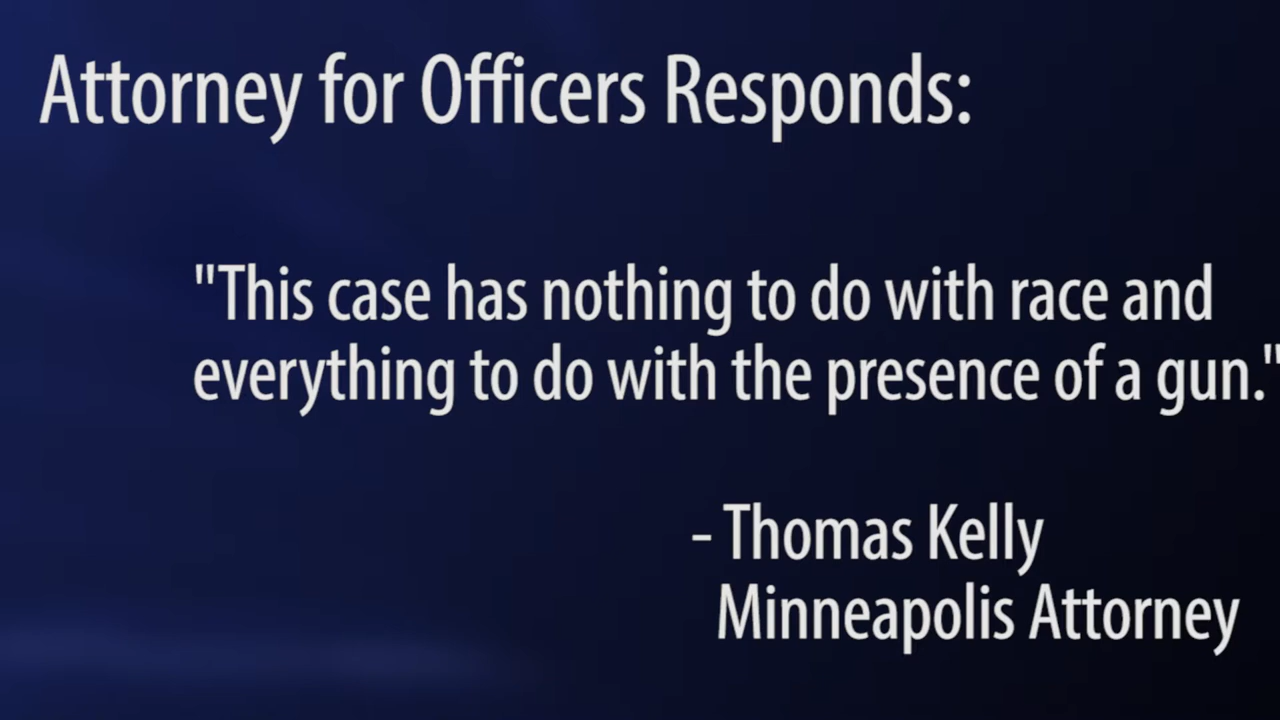 Attorney for Officers Responds:
"This case has nothing to do with race and
everything to do with the presence of a gun."
- Thomas Kelly
Minneapolis Attorney